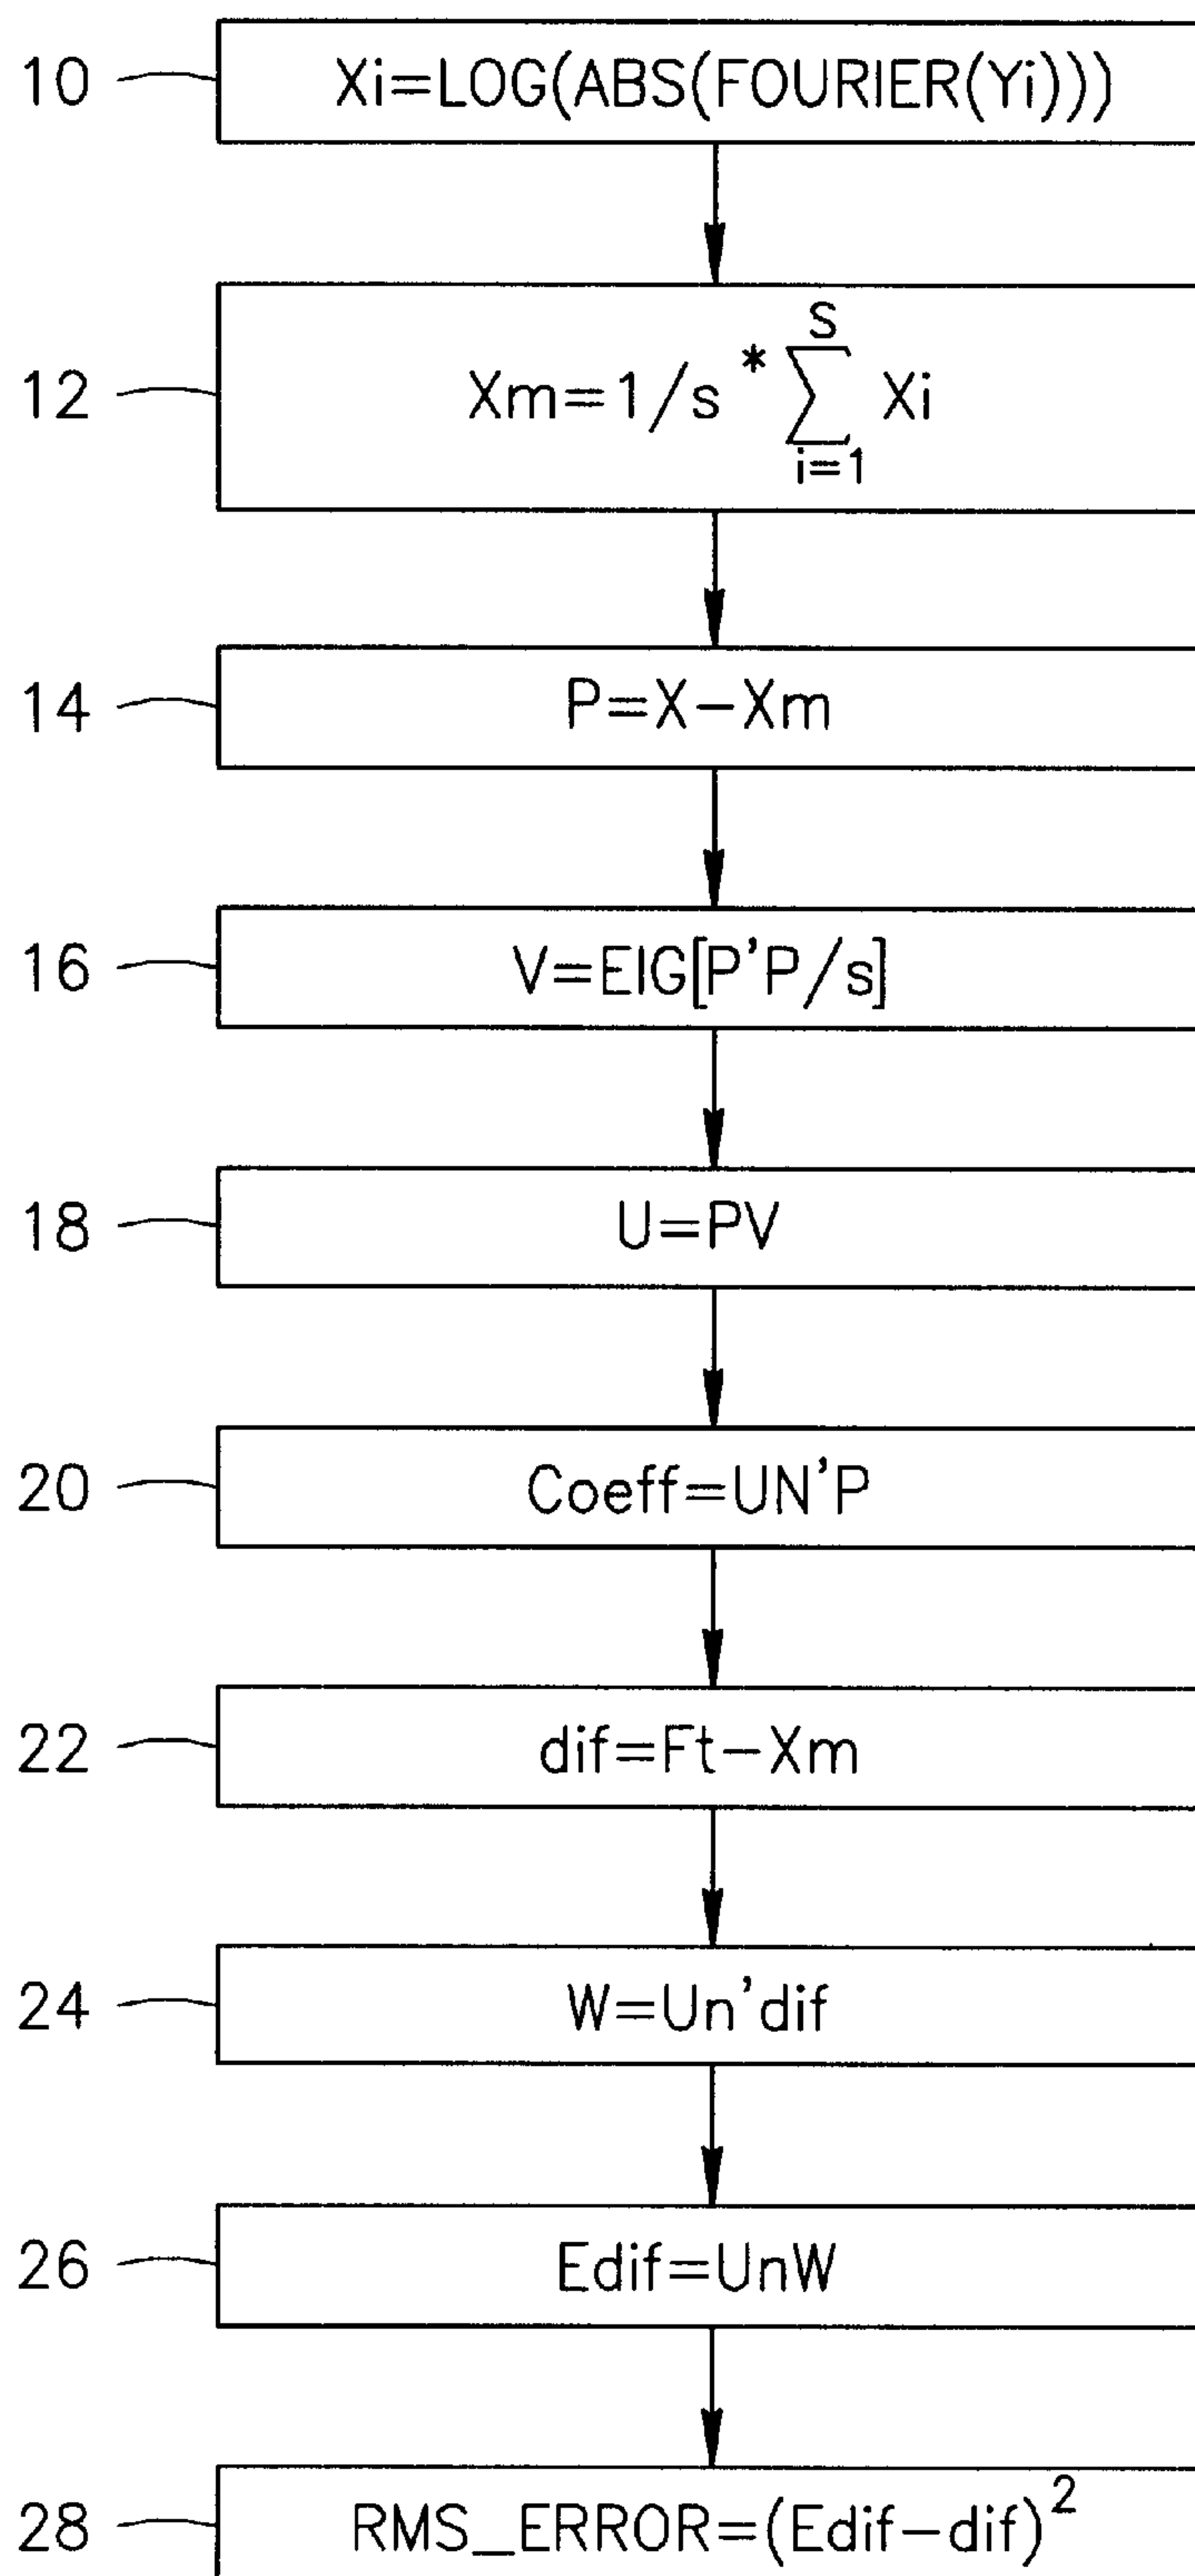 10 Xi=LOG(ABS(FOURIER(Yi)))
12 Xm=1/s * S∑i=1 Xi
14 P=X-Xm
16 V=EIG[P'P/s]
18 U=PV
20 Coeff=UN'P
22 dif=Ft-Xm
24 W=Un'dif
26 Edif=UnW
28 RMS_ERROR=(Edif-dif)²